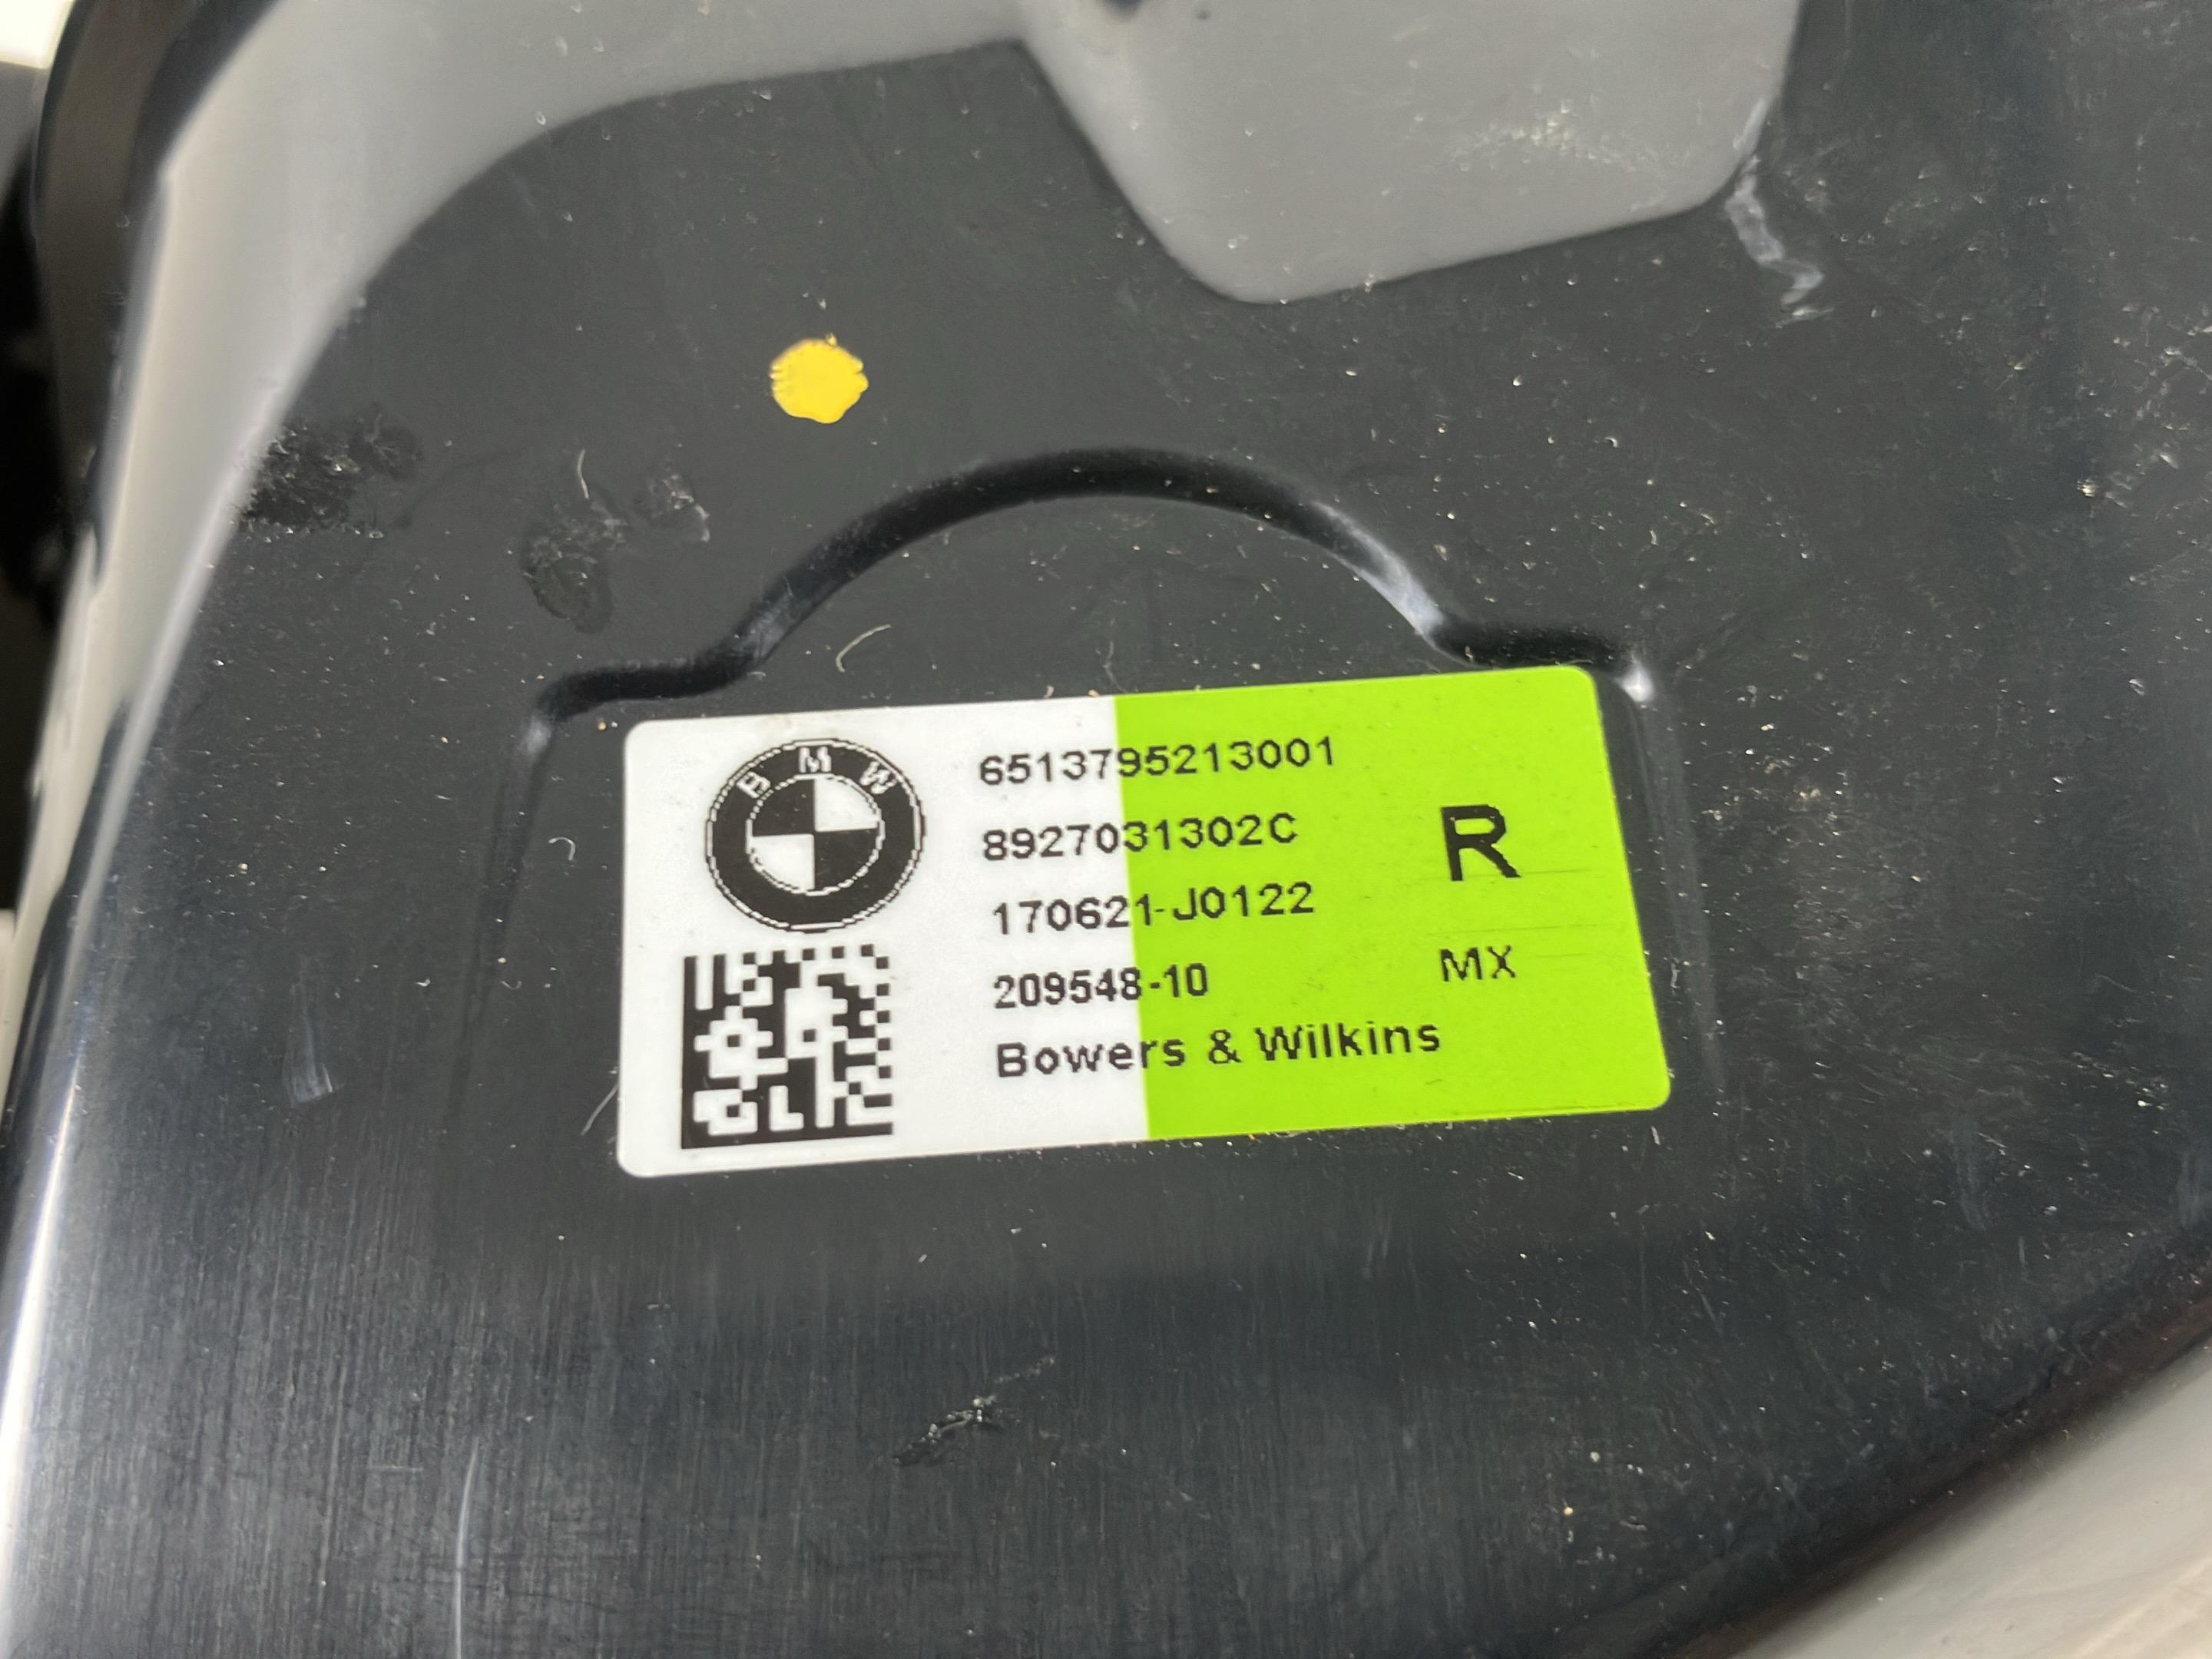 BMW
6513795213001
8927031302C
170621-J0122
209548-10
Bowers & Wilkins
R
MX